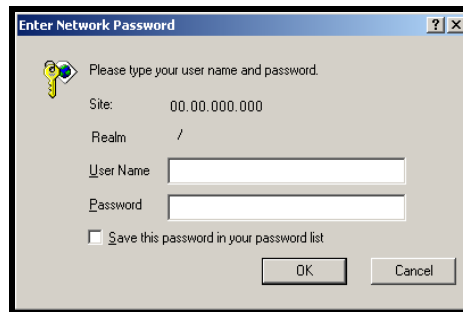 Enter Network Password
? ×
Please type your user name and password.
Site: 00.00.000.000
Realm /
User Name
Password
Save this password in your password list
OK Cancel